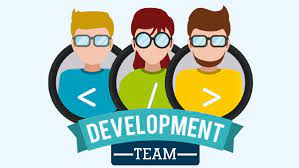 < / >
DEVELOPMENT
TEAM